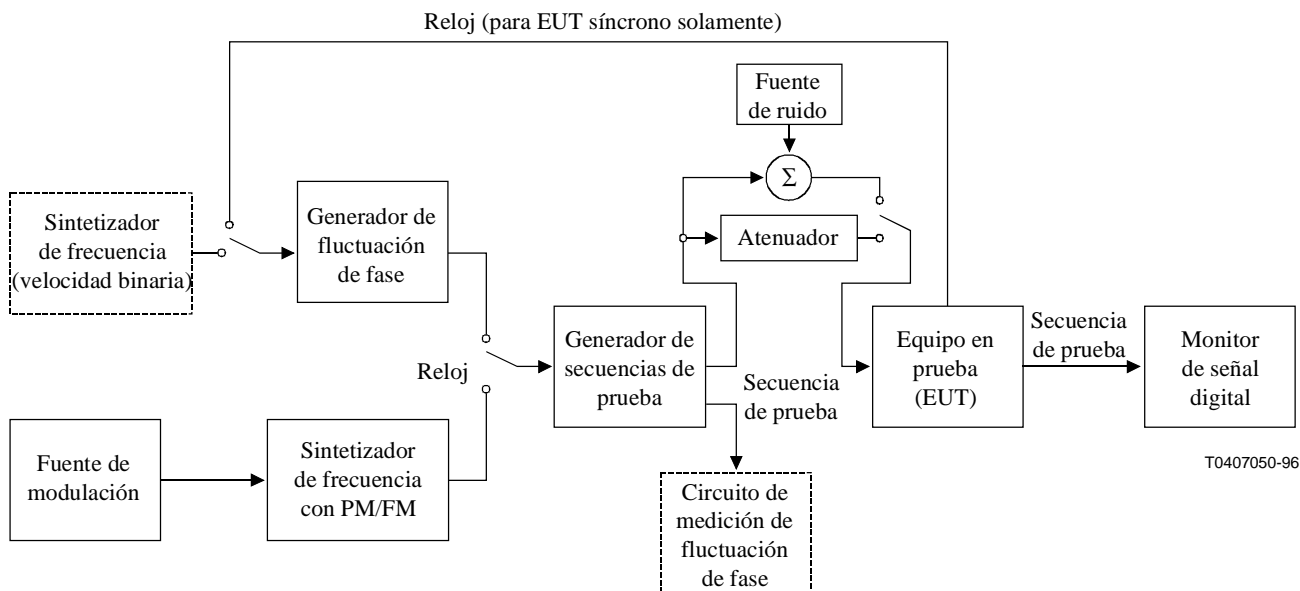 Reloj (para EUT síncrono solamente)
Fuente
de ruido
Σ
Atenuador
Sintetizador
de frecuencia
(velocidad binaria)
Generador de
fluctuación
de fase
Reloj
Generador de
secuencias de
prueba
Secuencia
de prueba
Equipo en
prueba
(EUT)
Secuencia
de prueba
Monitor
de señal
digital
Fuente de
modulación
Sintetizador
de frecuencia
con PM/FM
Circuito de
medición de
fluctuación
de fase
T0407050-96